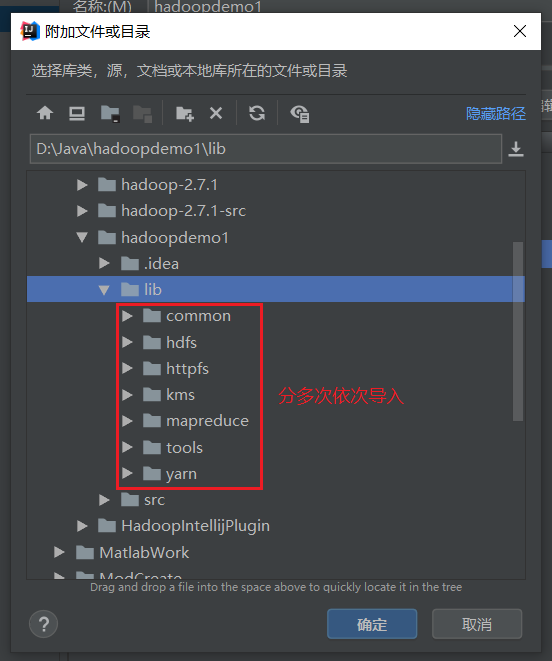 名称:(M)
hadoopdemo1
附加文件或目录
选择库类，源，文档或本地库所在的文件或目录
隐藏路径
D:\Java\hadoopdemo1\lib
hadoop-2.7.1
hadoop-2.7.1-src
hadoopdemo1
.idea
lib
common
hdfs
httpfs
kms
分多次依次导入
mapreduce
tools
yarn
src
HadoopIntellijPlugin
MatlabWork
ModCreate
Drag and drop a file into the space above to quickly locate it in the tree
?
确定
取消